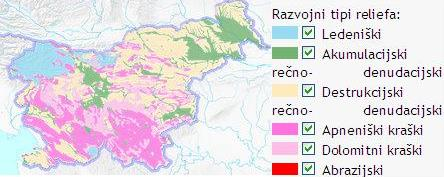 Razvojni tipi reliefa:
Ledeniški
Akumulacijski
rečno- denudacijski
Destrukcijski
rečno- denudacijski
Apneniški kraški
Dolomitni kraški
Abrazijski